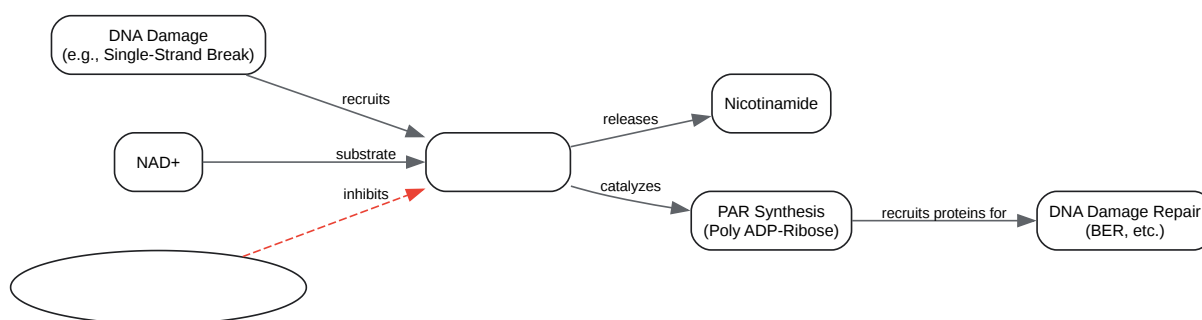 DNA Damage
(e.g., Single-Strand Break)
recruits
NAD+
substrate
inhibits
releases
Nicotinamide
catalyzes
PAR Synthesis
(Poly ADP-Ribose)
recruits proteins for
DNA Damage Repair
(BER, etc.)